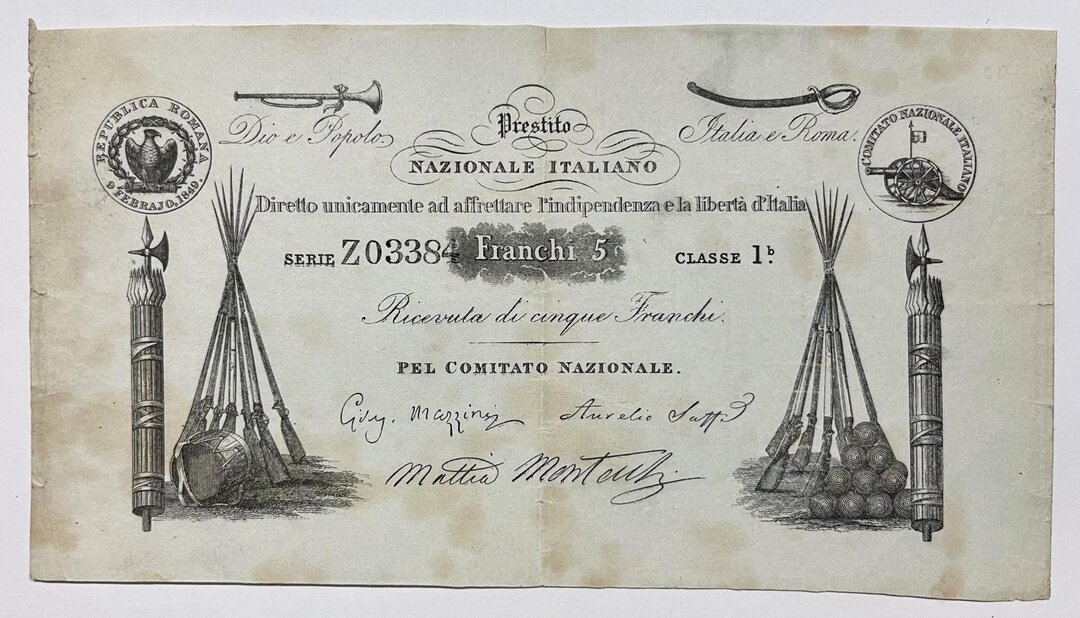 REPUBLICA ROMANA
9 FEBRAJO, 1849.
Dio e Popolo.
Prestito
NAZIONALE ITALIANO
Italia e Roma.
COMITATO NAZIONALE ITALIANO
Diretto unicamente ad affrettare l'indipendenza e la libertà d'Italia
SERIE Z03384 Franchi 5 CLASSE 1.b
Ricevuta di cinque Franchi.
PEL COMITATO NAZIONALE.
Gius. Mazzini Aurelio Saffi
Mattia Montecchi